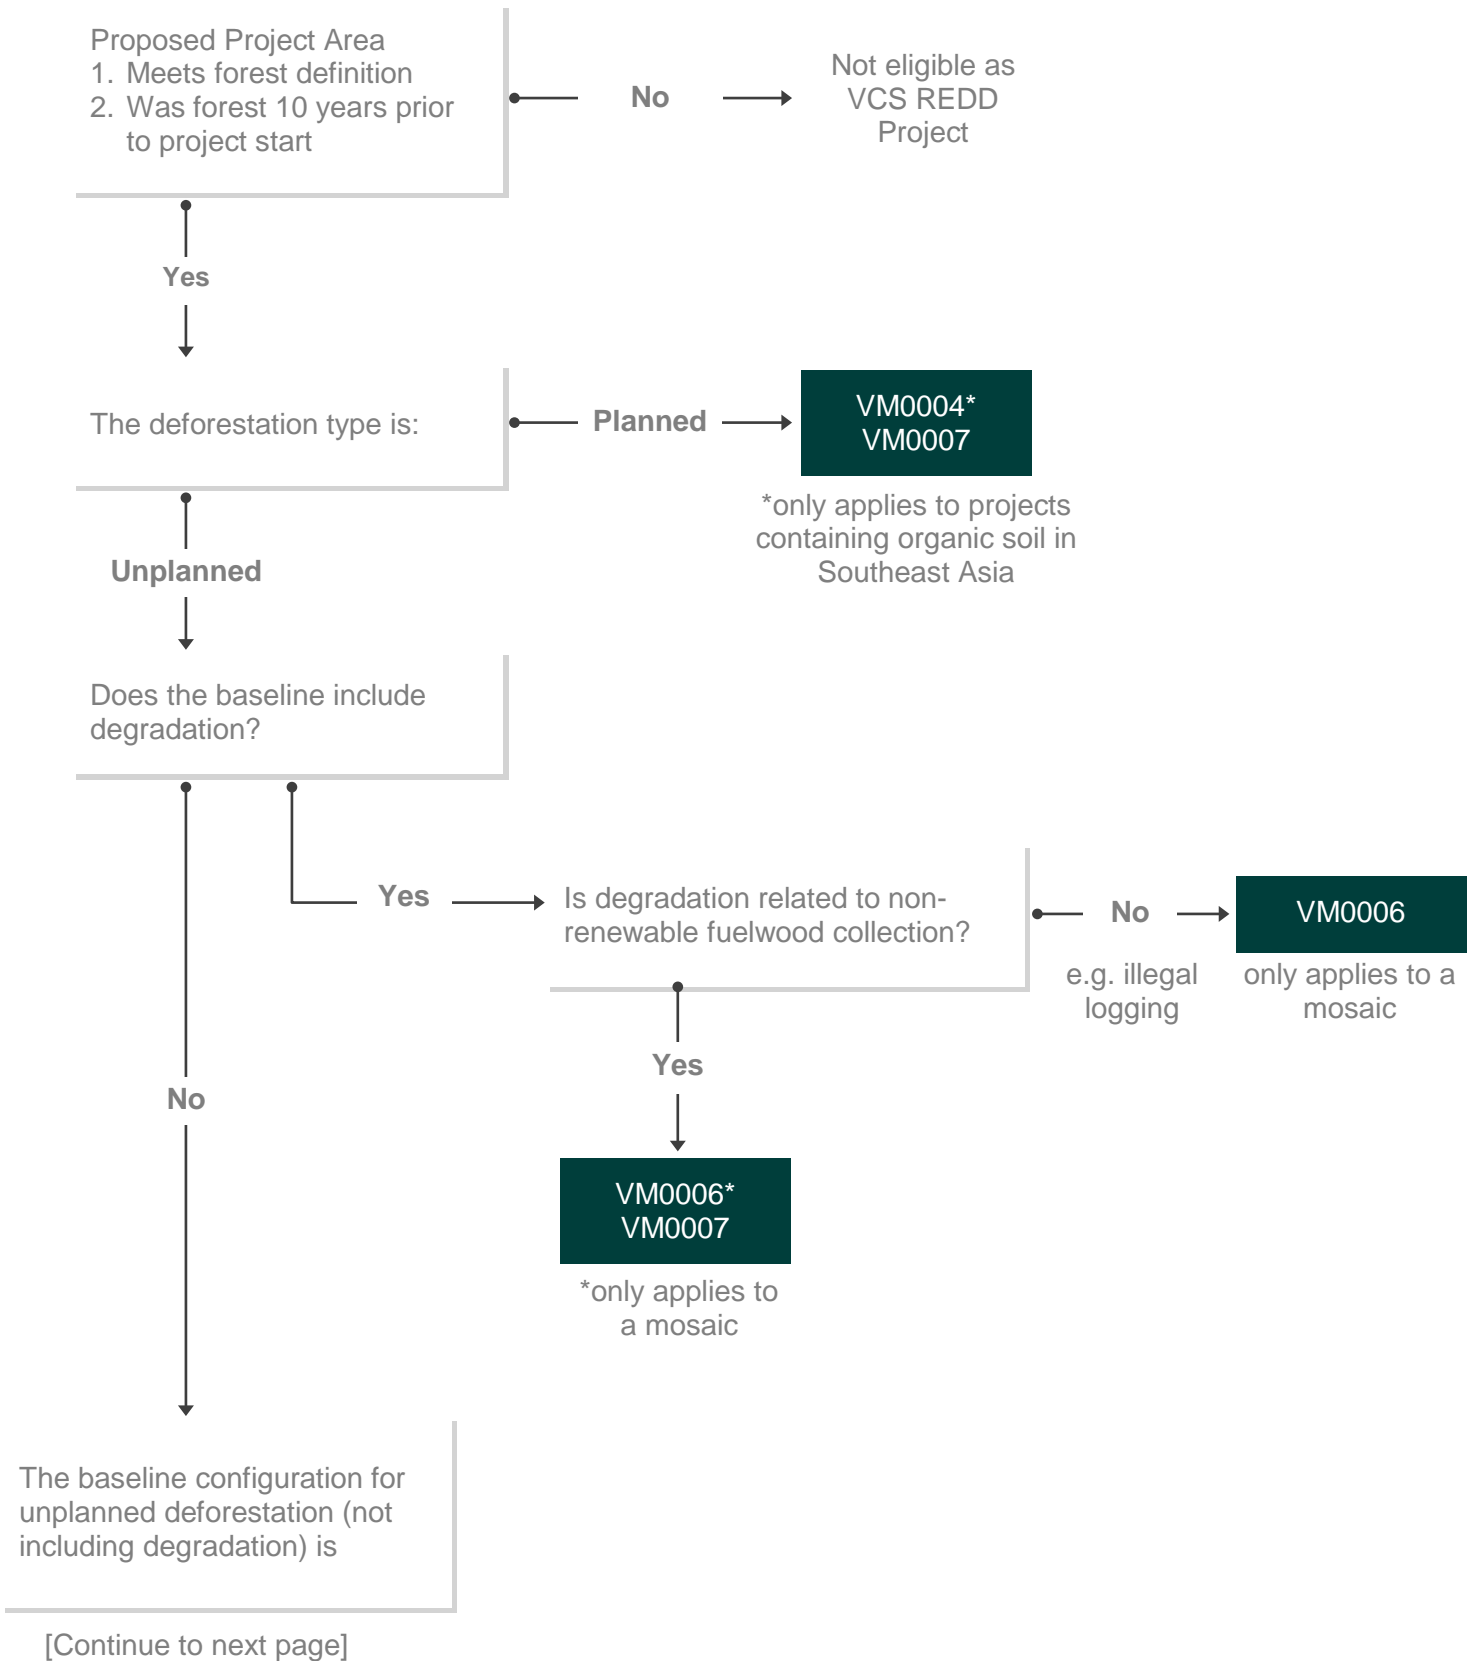 Proposed Project Area
1. Meets forest definition
2. Was forest 10 years prior
to project start
No
Not eligible as
VCS REDD
Project
Yes
The deforestation type is:
Planned
VM0004*
VM0007
*only applies to projects
containing organic soil in
Southeast Asia
Unplanned
Does the baseline include
degradation?
Yes
Is degradation related to non-
renewable fuelwood collection?
No
e.g. illegal
logging
VM0006
only applies to a
mosaic
Yes
VM0006*
VM0007
*only applies to
a mosaic
No
The baseline configuration for
unplanned deforestation (not
including degradation) is
[Continue to next page]